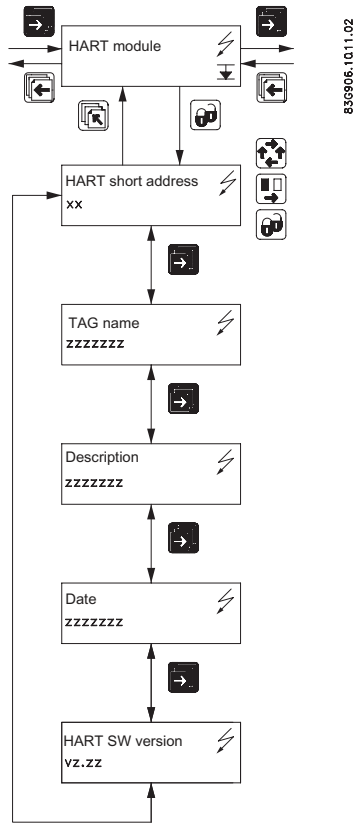 HART module
83G906.1011.02
HART short address
xx
TAG name
zzzzzzz
Description
zzzzzzz
Date
zzzzzzz
HART SW version
vz.zz